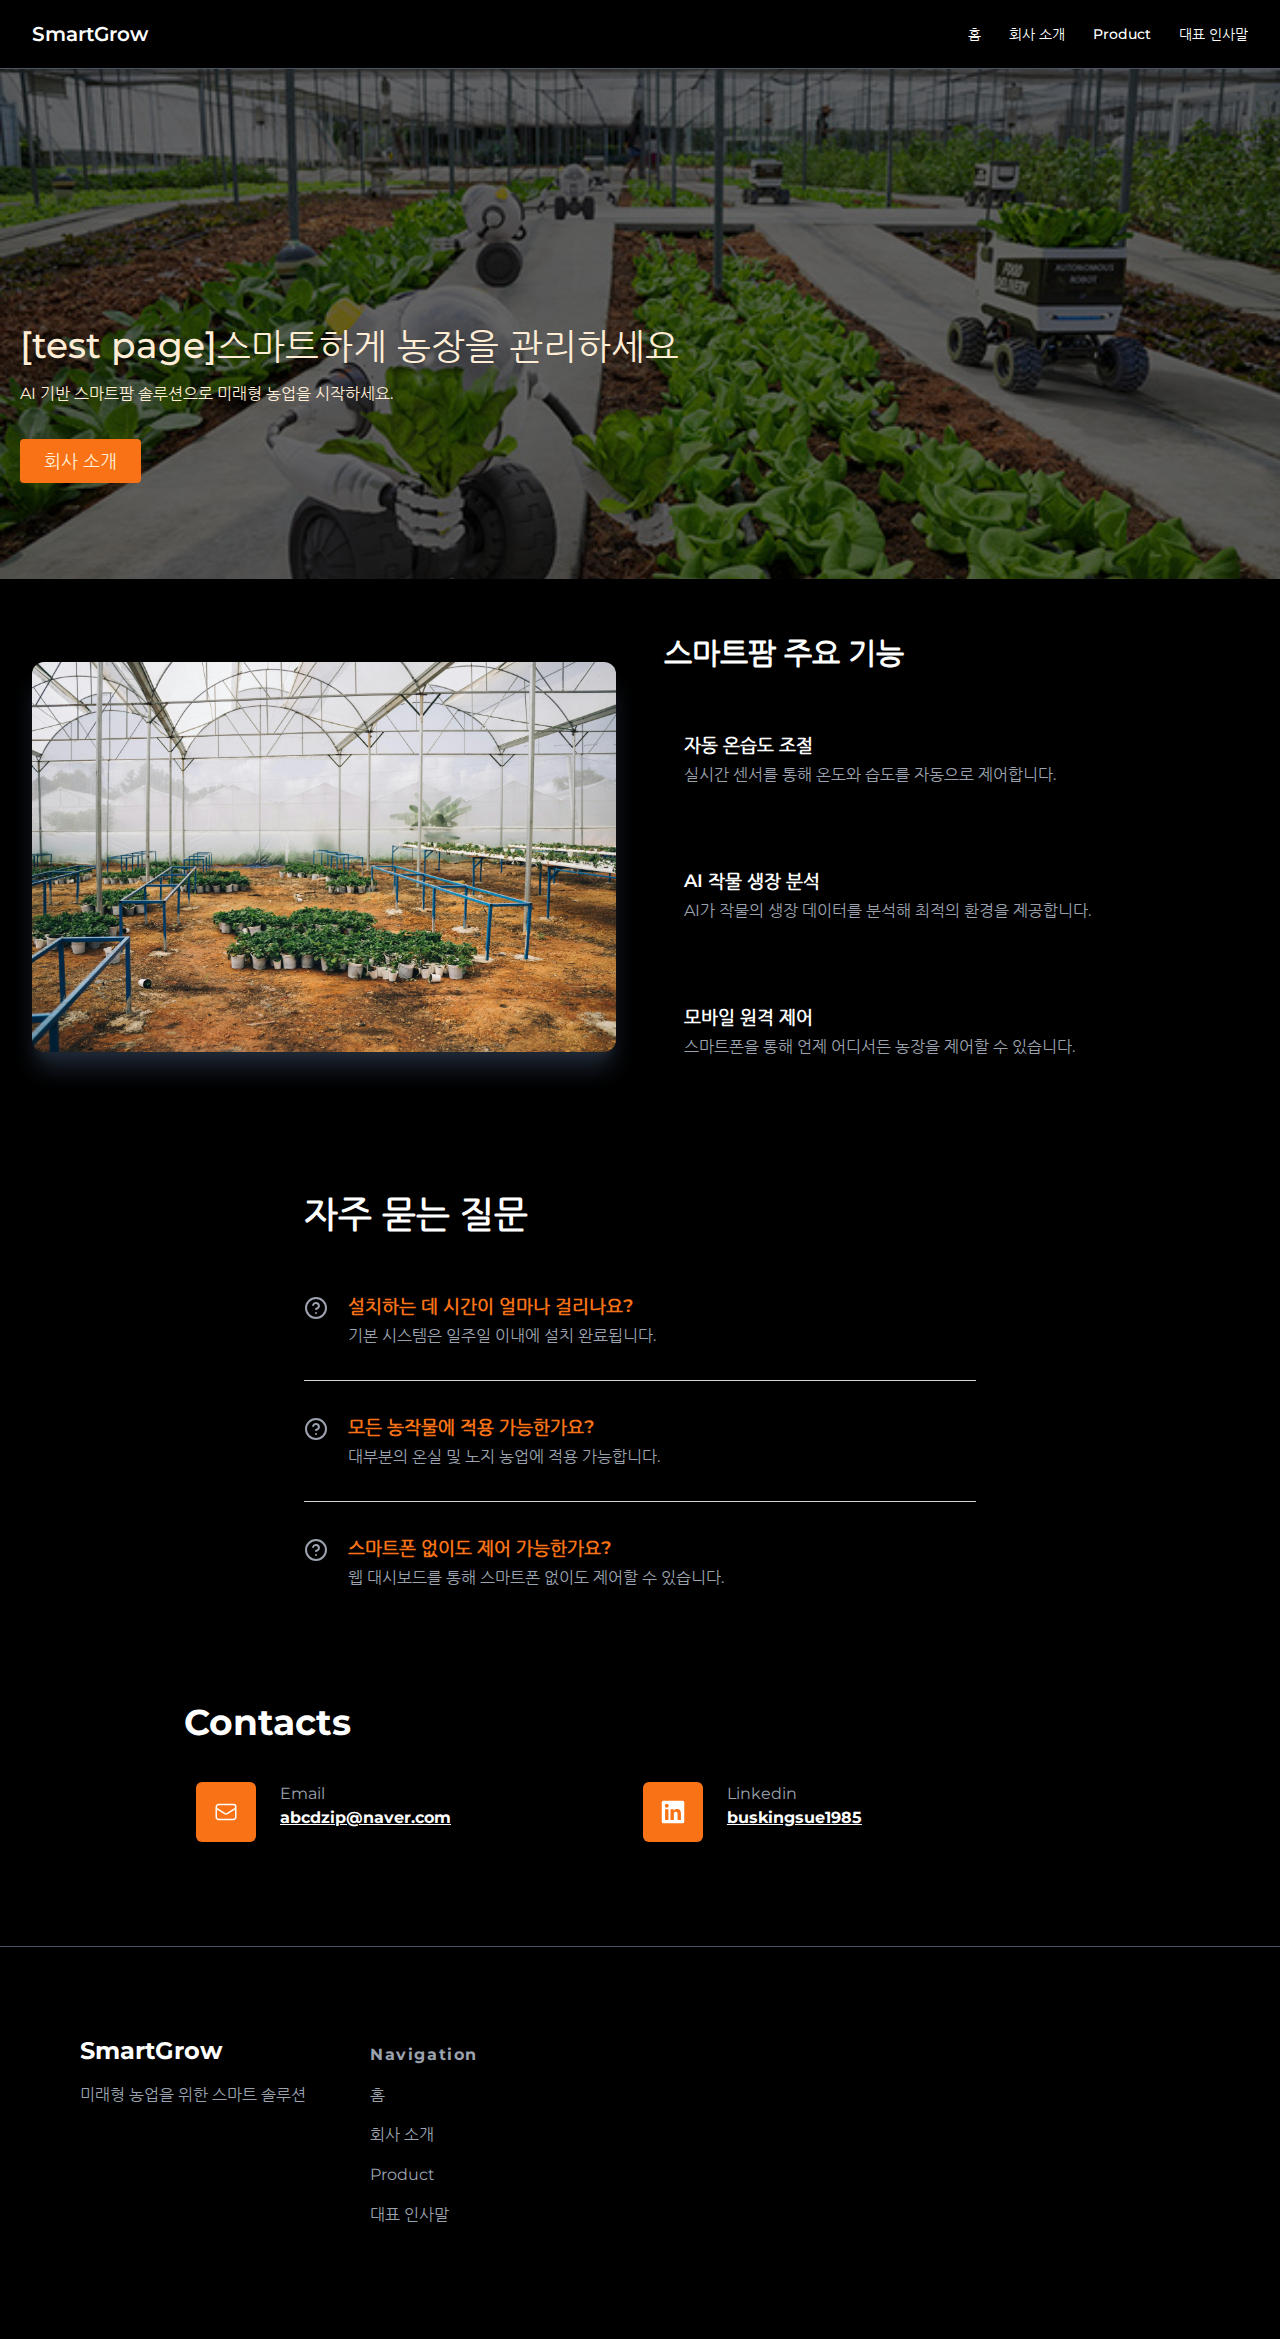 SmartGrow
홈
회사 소개
Product
대표 인사말
FOOD
DELIVERY
AUTONOMOUS
ROBOT
[test page]스마트하게 농장을 관리하세요
AI 기반 스마트팜 솔루션으로 미래형 농업을 시작하세요.
회사 소개
스마트팜 주요 기능
자동 온습도 조절
실시간 센서를 통해 온도와 습도를 자동으로 제어합니다.
AI 작물 생장 분석
AI가 작물의 생장 데이터를 분석해 최적의 환경을 제공합니다.
모바일 원격 제어
스마트폰을 통해 언제 어디서든 농장을 제어할 수 있습니다.
자주 묻는 질문
설치하는 데 시간이 얼마나 걸리나요?
기본 시스템은 일주일 이내에 설치 완료됩니다.
모든 농작물에 적용 가능한가요?
대부분의 온실 및 노지 농업에 적용 가능합니다.
스마트폰 없이도 제어 가능한가요?
웹 대시보드를 통해 스마트폰 없이도 제어할 수 있습니다.
Contacts
Email
abcdzip@naver.com
Linkedin
buskingsue1985
SmartGrow
미래형 농업을 위한 스마트 솔루션
Navigation
홈
회사 소개
Product
대표 인사말